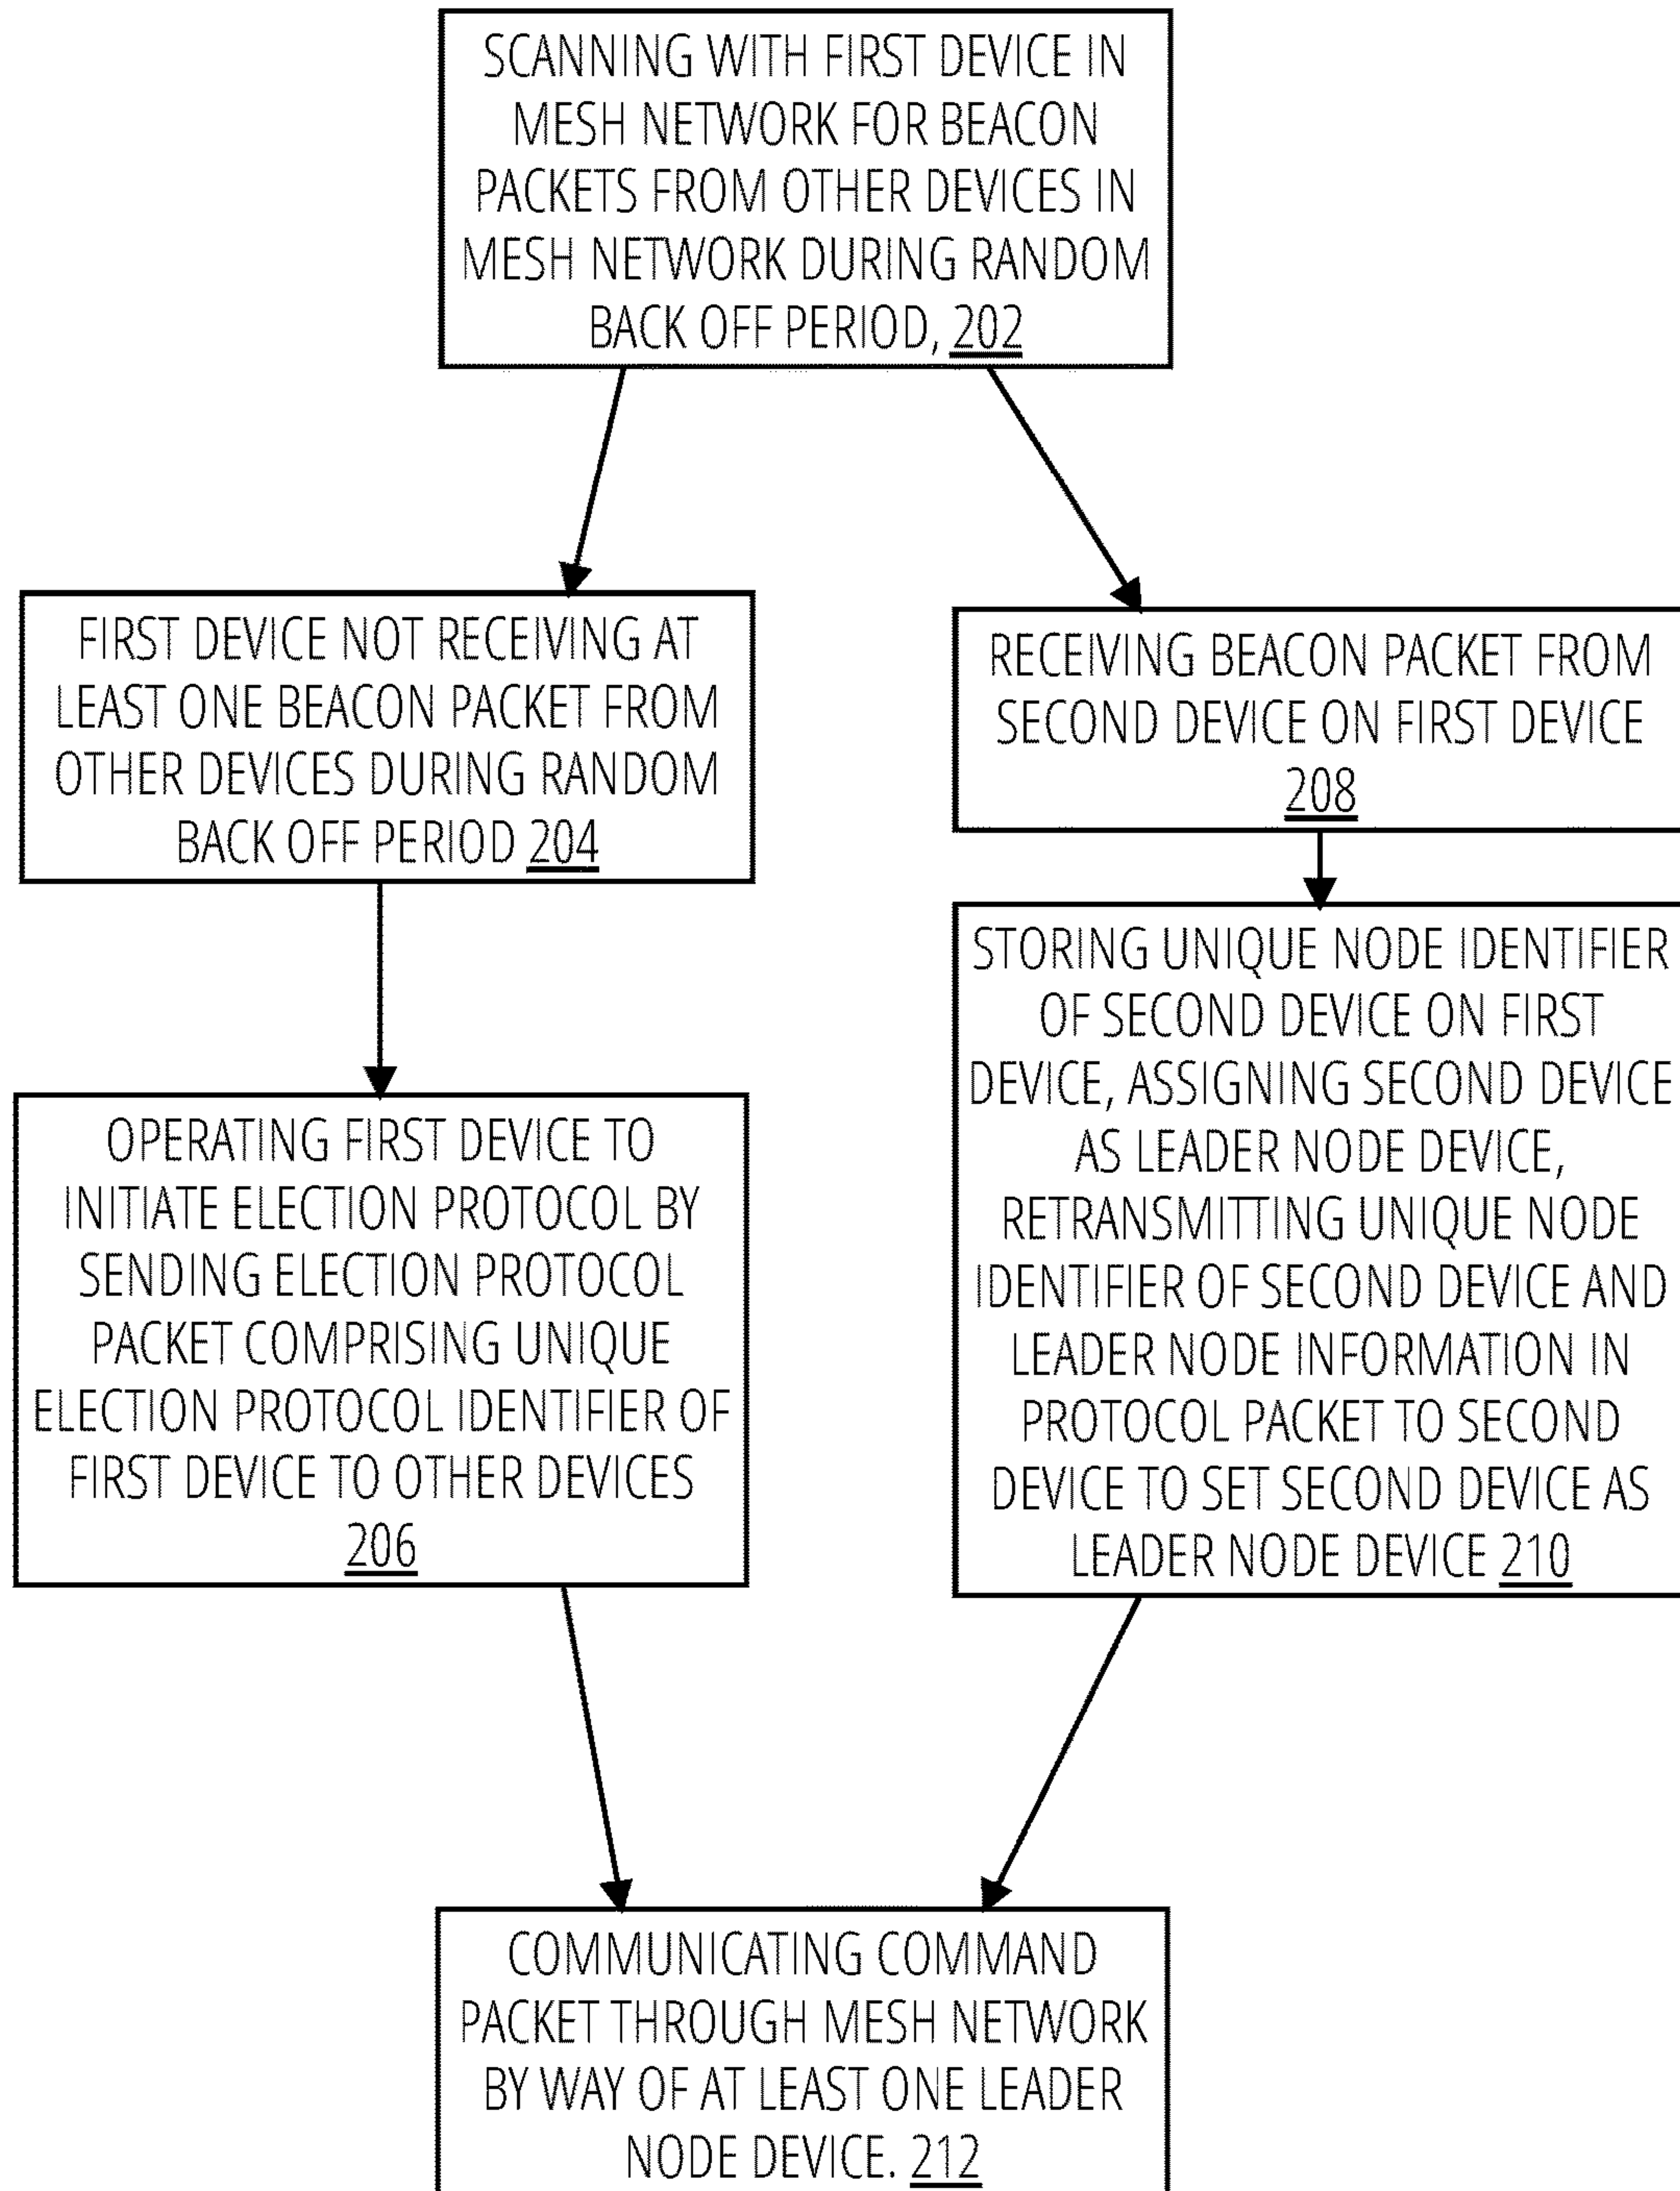 SCANNING WITH FIRST DEVICE IN
MESH NETWORK FOR BEACON
PACKETS FROM OTHER DEVICES IN
MESH NETWORK DURING RANDOM
BACK OFF PERIOD, 202
FIRST DEVICE NOT RECEIVING AT
LEAST ONE BEACON PACKET FROM
OTHER DEVICES DURING RANDOM
BACK OFF PERIOD 204
OPERATING FIRST DEVICE TO
INITIATE ELECTION PROTOCOL BY
SENDING ELECTION PROTOCOL
PACKET COMPRISING UNIQUE
ELECTION PROTOCOL IDENTIFIER OF
FIRST DEVICE TO OTHER DEVICES
206
RECEIVING BEACON PACKET FROM
SECOND DEVICE ON FIRST DEVICE
208
STORING UNIQUE NODE IDENTIFIER
OF SECOND DEVICE ON FIRST
DEVICE, ASSIGNING SECOND DEVICE
AS LEADER NODE DEVICE,
RETRANSMITTING UNIQUE NODE
IDENTIFIER OF SECOND DEVICE AND
LEADER NODE INFORMATION IN
PROTOCOL PACKET TO SECOND
DEVICE TO SET SECOND DEVICE AS
LEADER NODE DEVICE 210
COMMUNICATING COMMAND
PACKET THROUGH MESH NETWORK
BY WAY OF AT LEAST ONE LEADER
NODE DEVICE. 212